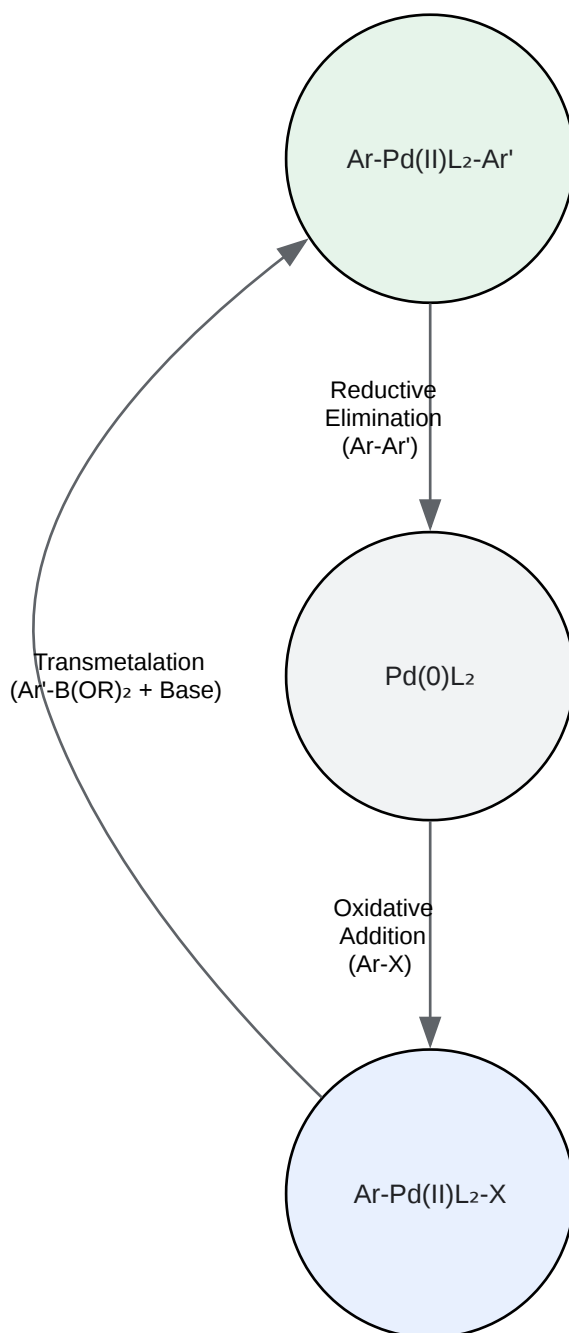 Ar-Pd(II)L₂-Ar'
Reductive
Elimination
(Ar-Ar')
Pd(0)L₂
Transmetalation
(Ar'-B(OR)₂ + Base)
Oxidative
Addition
(Ar-X)
Ar-Pd(II)L₂-X